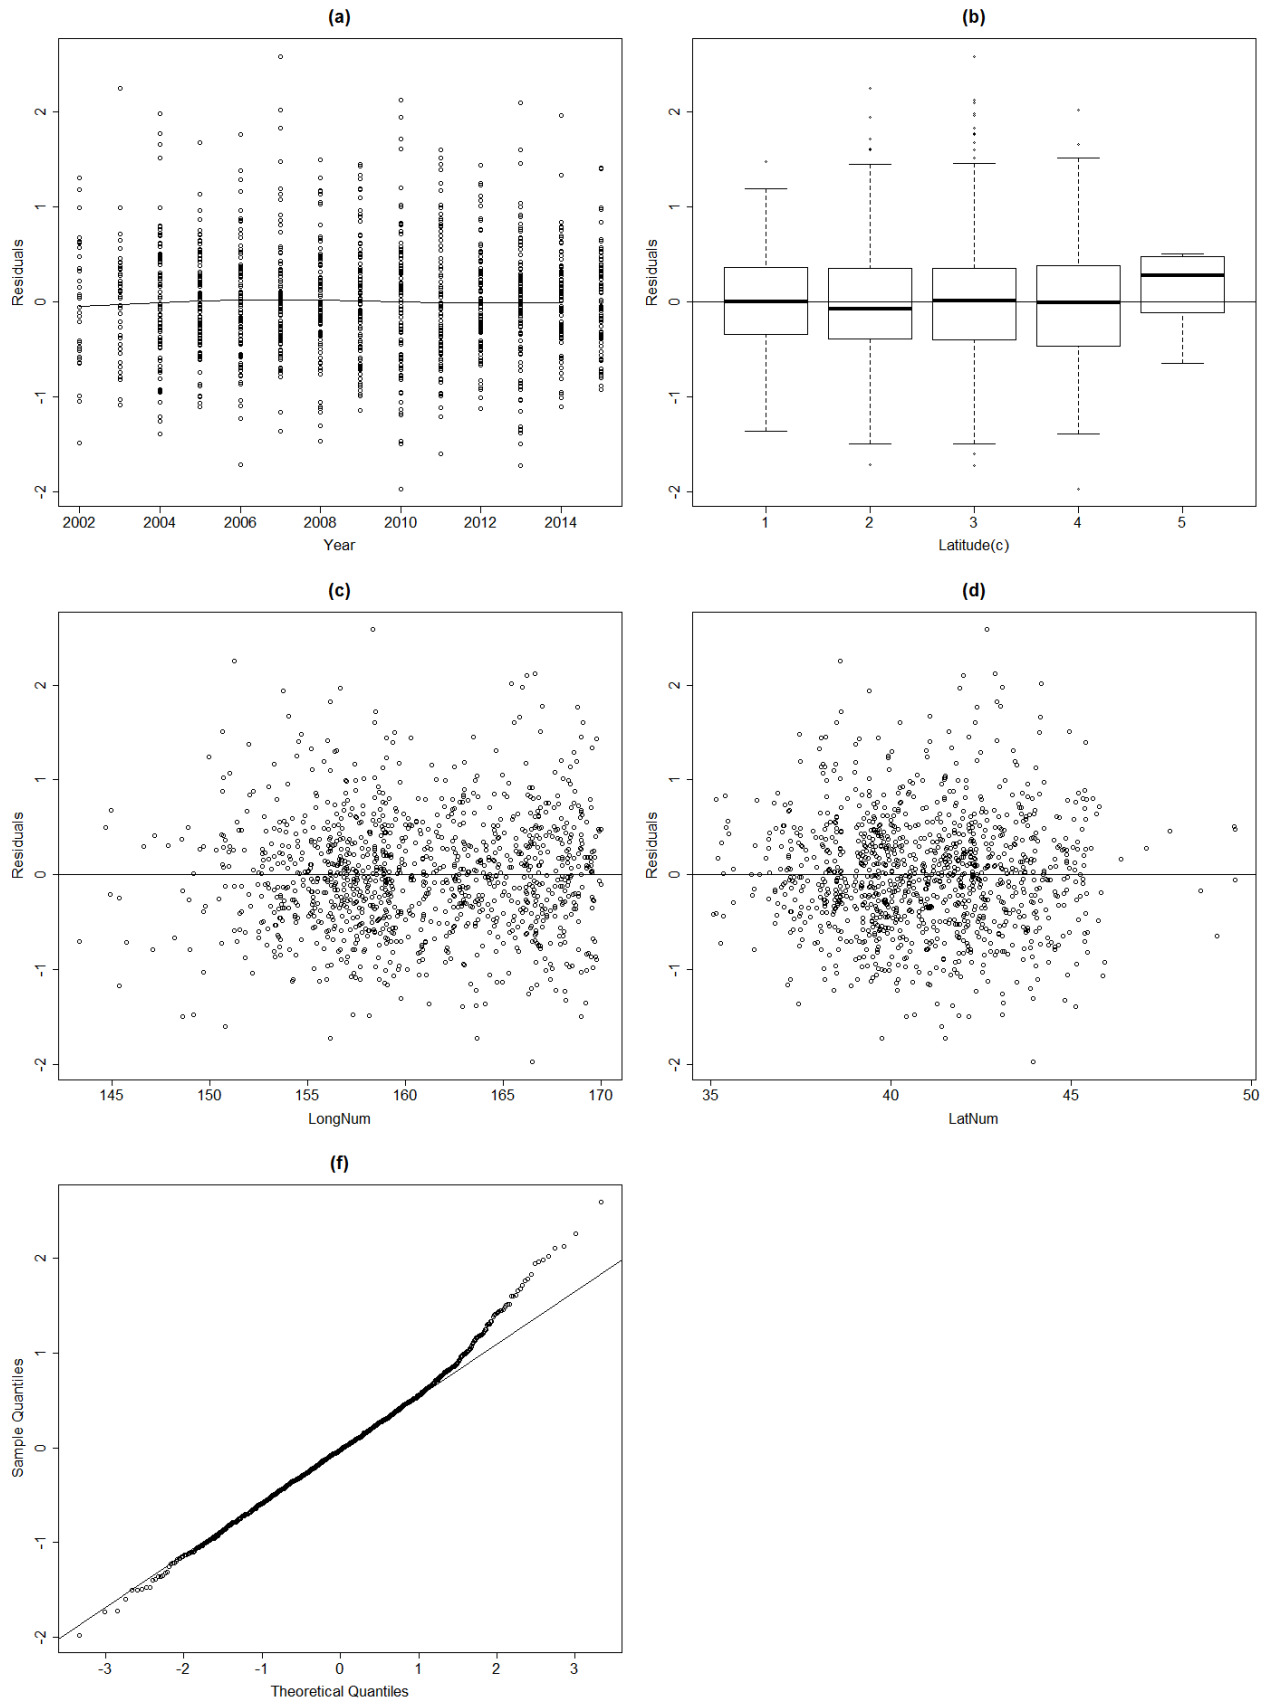 (a)
2
1
0
-1
-2
Residuals
2002 2004 2006 2008 2010 2012 2014
Year
(b)
2
1
0
-1
-2
Residuals
1 2 3 4 5
Latitude(c)
(c)
2
1
0
-1
-2
Residuals
145 150 155 160 165 170
LongNum
(d)
2
1
0
-1
-2
Residuals
35 40 45 50
LatNum
(f)
2
1
0
-1
-2
Sample Quantiles
-3 -2 -1 0 1 2 3
Theoretical Quantiles